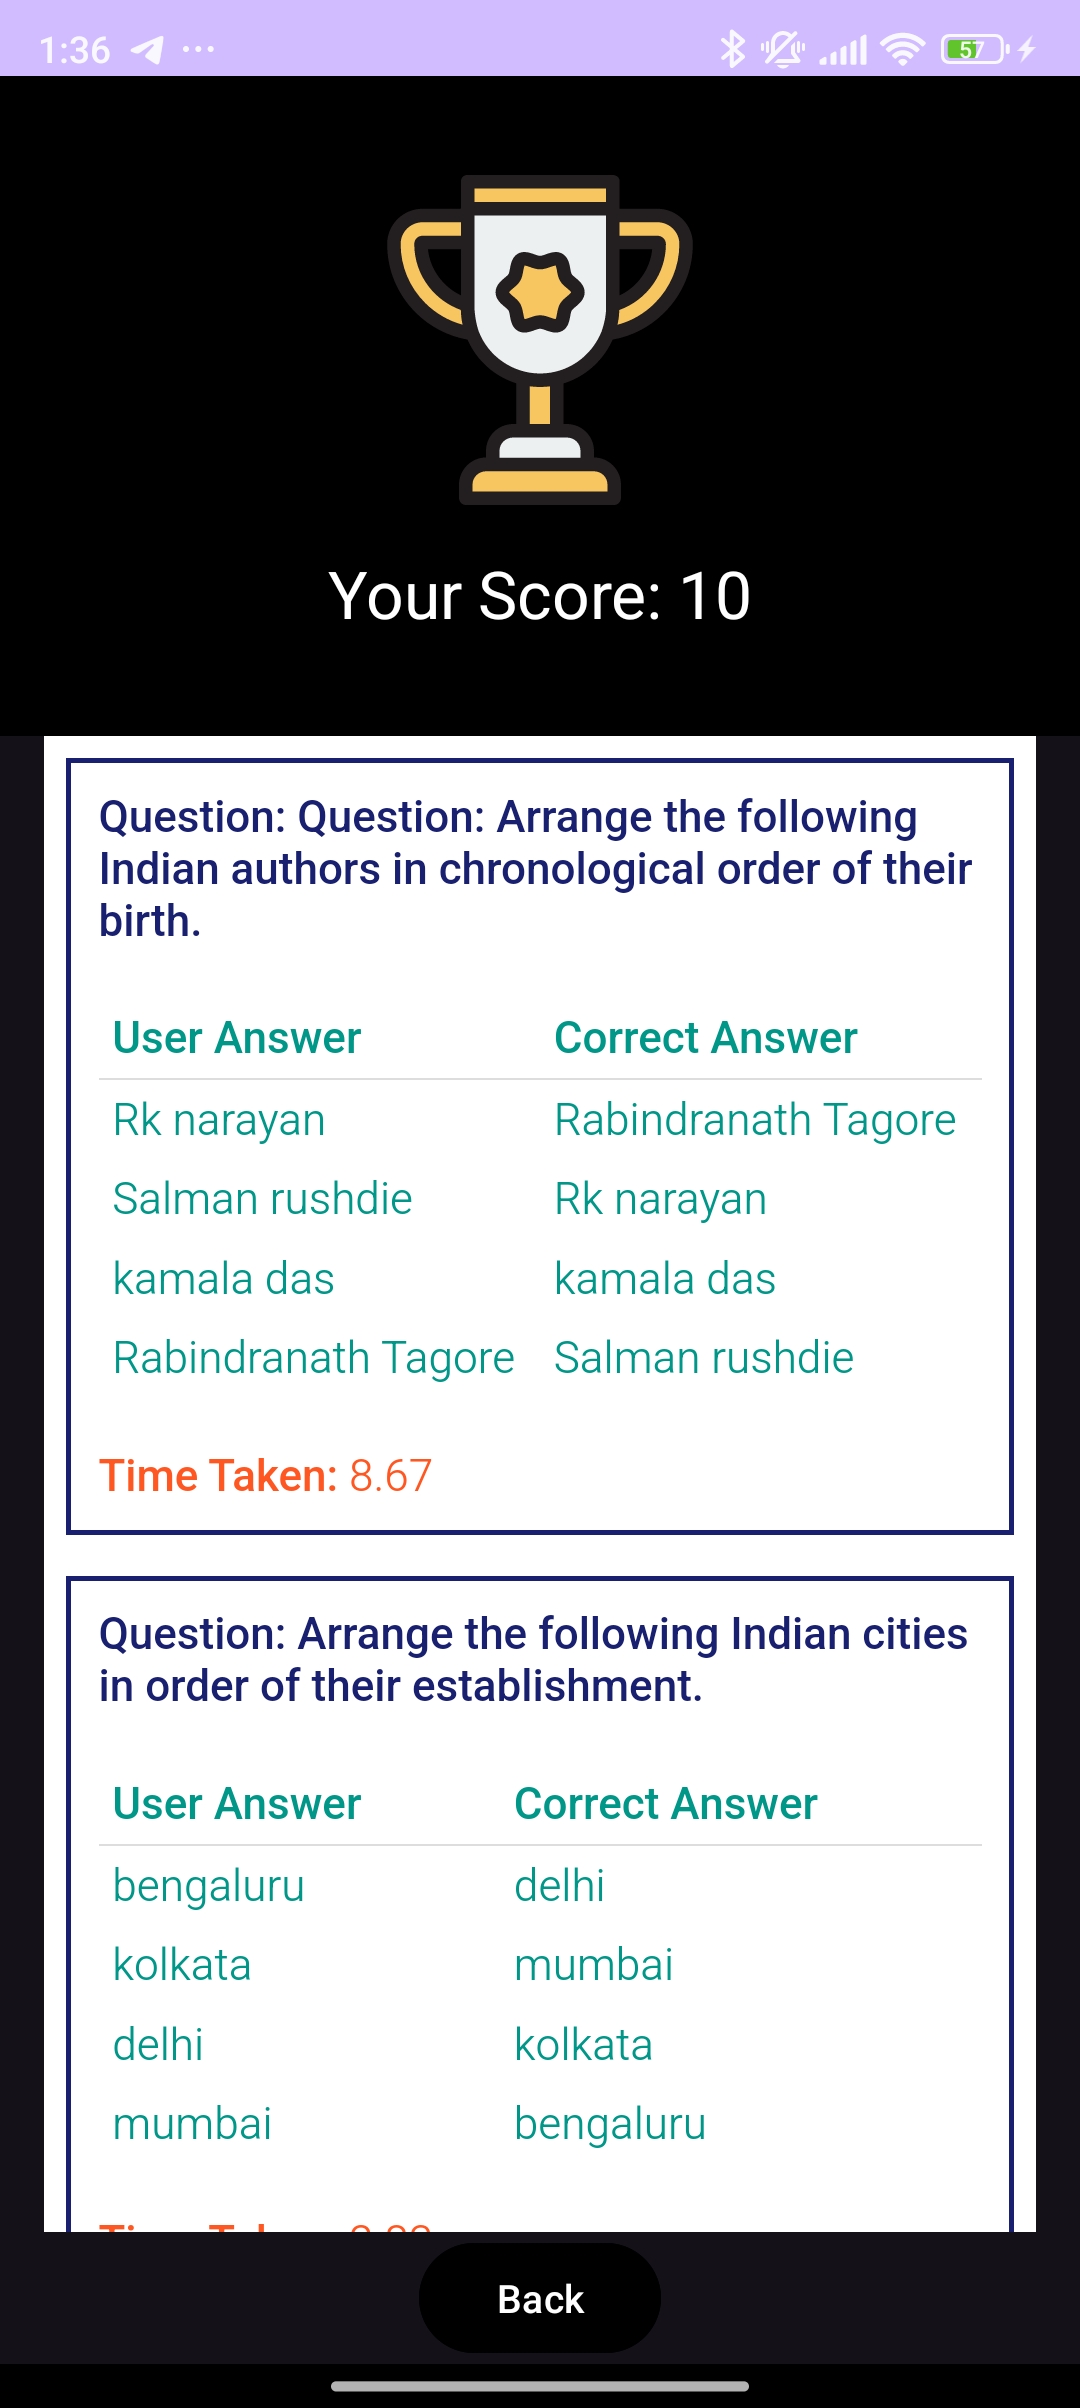 1:36
57
Your Score: 10
Question: Question: Arrange the following
Indian authors in chronological order of their
birth.
User Answer Correct Answer
Rk narayan Rabindranath Tagore
Salman rushdie Rk narayan
kamala das kamala das
Rabindranath Tagore Salman rushdie
Time Taken: 8.67
Question: Arrange the following Indian cities
in order of their establishment.
User Answer Correct Answer
bengaluru delhi
kolkata mumbai
delhi kolkata
mumbai bengaluru
Back